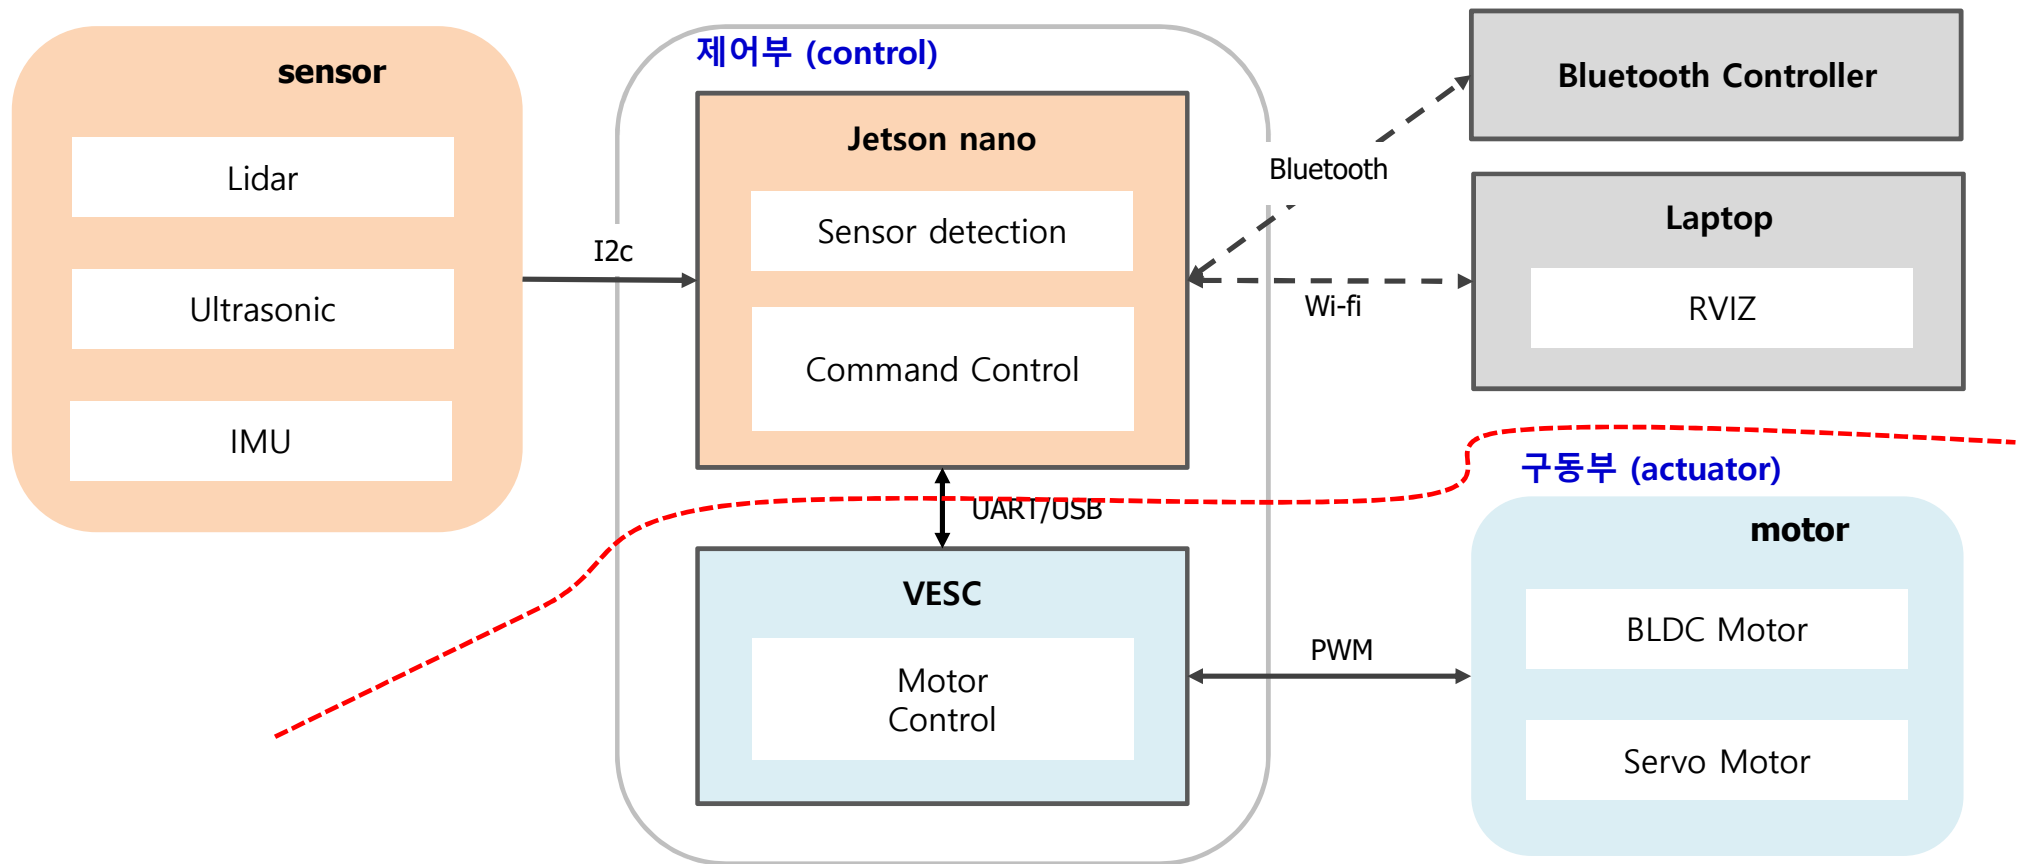 sensor
Lidar
Ultrasonic
IMU
I2c
제어부 (control)
Jetson nano
Sensor detection
Command Control
UART/USB
VESC
Motor
Control
Bluetooth
Wi-fi
PWM
Bluetooth Controller
Laptop
RVIZ
구동부 (actuator)
motor
BLDC Motor
Servo Motor